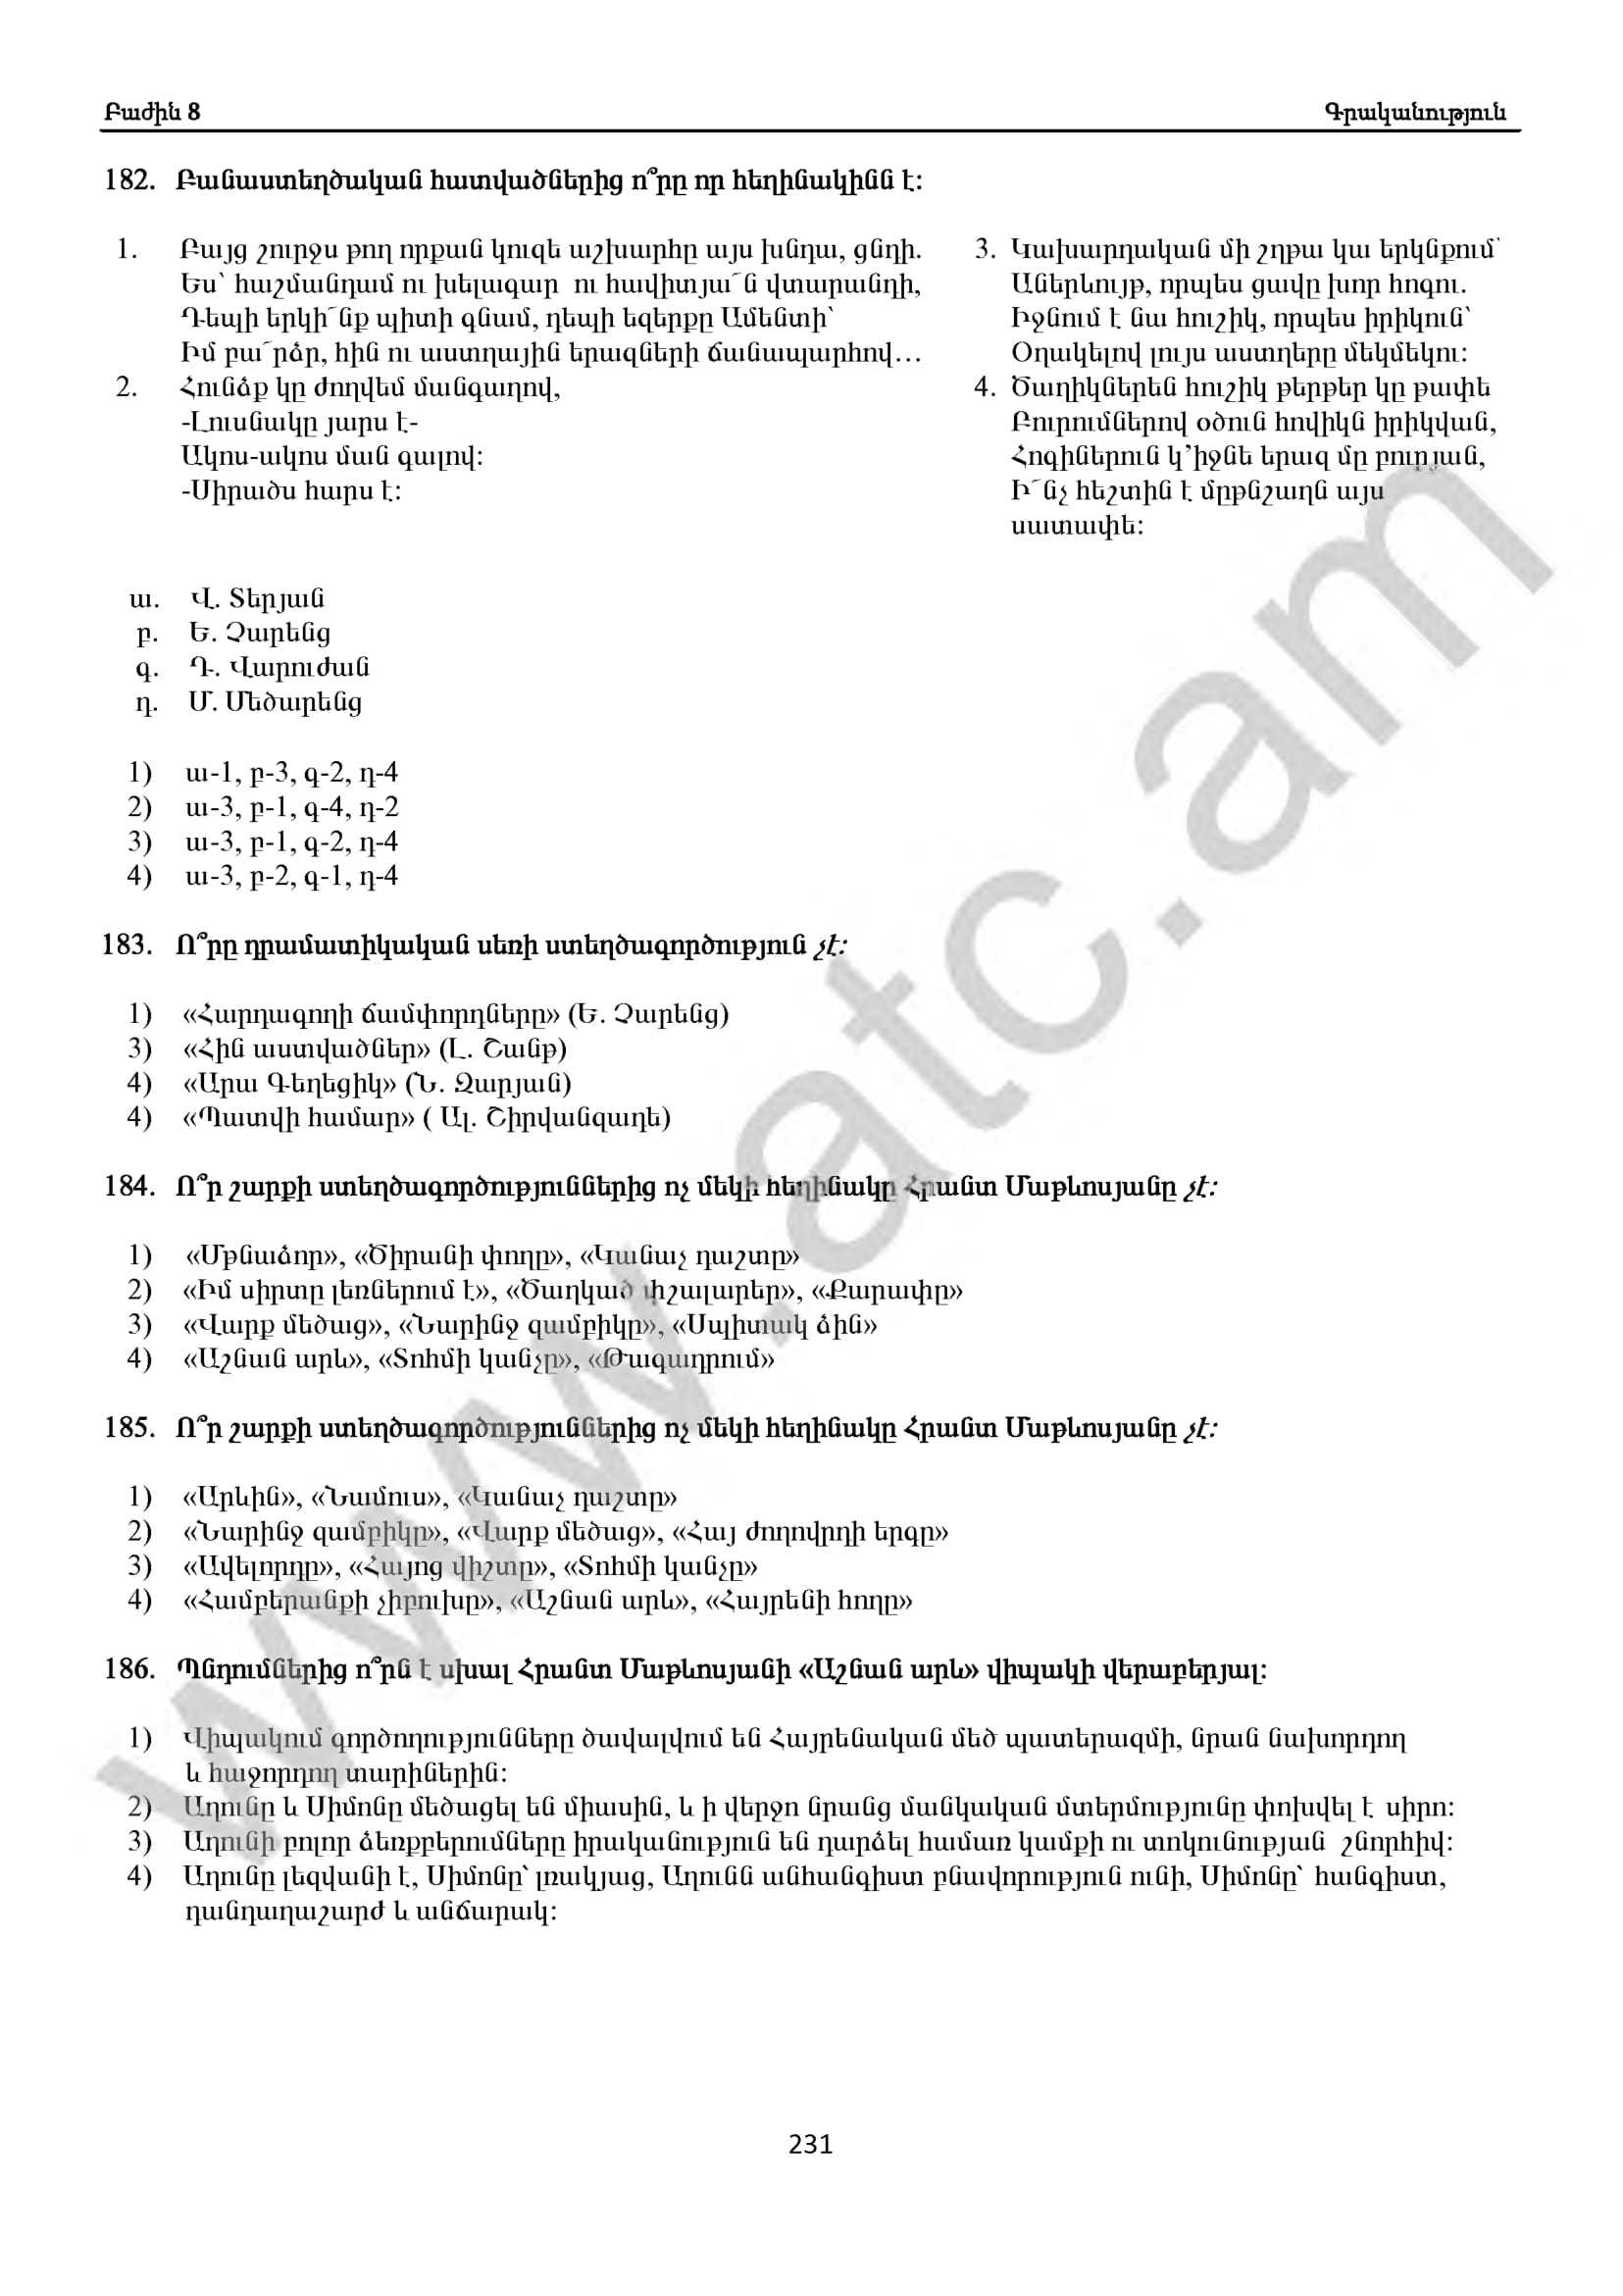 Բաժին 8 Գրականություն
182. Բանաստեղծական հատվածներից ո՞րը որ հեղինակինն է:
1. Բայց շուրջս թող որքան կուզե աշխարհը այս խնդա, ցնդի.
Ես՝ հաշմանդամ ու խելագար ու հավիտյա՜ն վտարանդի,
Դեպի երկի՜նք պիտի գնամ, դեպի եզերքը Ամենտի՝
Իմ բա՜րձր, հին ու աստղային երազների ճանապարհով…
2. Հունձք կը ժողվեմ մանգաղով,
-Լուսնակը յարս է-
Ակոս-ակոս ման գալով:
-Սիրածս հարս է:
3. Կախարդական մի շղթա կա երկնքում՝
Աներևույթ, որպես ցավը խոր հոգու.
Իջնում է նա հուշիկ, որպես իրիկուն՝
Օղակելով լույս աստղերը մեկմեկու:
4. Ծաղիկներեն հուշիկ թերթեր կը թափե
Բուրումներով օծուն հովիկն իրիկվան,
Հոգիներուն կ’իջնե երազ մը բուրյան,
Ի՜նչ հեշտին է մըթնշաղն այս
սատափե:
ա. Վ. Տերյան
բ. Ե. Չարենց
գ. Դ. Վարուժան
դ. Մ. Մեծարենց
1) ա-1, բ-3, գ-2, դ-4
2) ա-3, բ-1, գ-4, դ-2
3) ա-3, բ-1, գ-2, դ-4
4) ա-3, բ-2, գ-1, դ-4
183. Ո՞րը դրամատիկական սեռի ստեղծագործություն չէ:
1) «Հարդագողի ճամփորդները» (Ե. Չարենց)
3) «Հին աստվածներ» (Լ. Շանթ)
4) «Արա Գեղեցիկ» (Ն. Զարյան)
4) «Պատվի համար» ( Ալ. Շիրվանզադե)
184. Ո՞ր շարքի ստեղծագործություններից ոչ մեկի հեղինակը Հրանտ Մաթևոսյանը չէ:
1) «Մթնաձոր», «Ծիրանի փողը», «Կանաչ դաշտը»
2) «Իմ սիրտը լեռներում է», «Ծաղկած փշալարեր», «Քարափը»
3) «Վարք մեծաց», «Նարինջ զամբիկը», «Սպիտակ ձին»
4) «Աշնան արև», «Տոհմի կանչը», «Թագադրում»
185. Ո՞ր շարքի ստեղծագործություններից ոչ մեկի հեղինակը Հրանտ Մաթևոսյանը չէ:
1) «Արևին», «Նամուս», «Կանաչ դաշտը»
2) «Նարինջ զամբիկը», «Վարք մեծաց», «Հայ ժողովրդի երգը»
3) «Ավելորդը», «Հայոց վիշտը», «Տոհմի կանչը»
4) «Համբերանքի չիբուխը», «Աշնան արև», «Հայրենի հողը»
186. Պնդումներից ո՞րն է սխալ Հրանտ Մաթևոսյանի «Աշնան արև» վիպակի վերաբերյալ:
1) Վիպակում գործողությունները ծավալվում են Հայրենական մեծ պատերազմի, նրան նախորդող
և հաջորդող տարիներին:
2) Աղունը և Սիմոնը մեծացել են միասին, և ի վերջո նրանց մանկական մտերմությունը փոխվել է սիրո:
3) Աղունի բոլոր ձեռքբերումները իրականություն են դարձել համառ կամքի ու տոկունության շնորհիվ:
4) Աղունը լեզվանի է, Սիմոնը՝ լռակյաց, Աղունն անհանգիստ բնավորություն ունի, Սիմոնը՝ հանգիստ,
դանդաղաշարժ և անճարակ:
www.atc.am
231